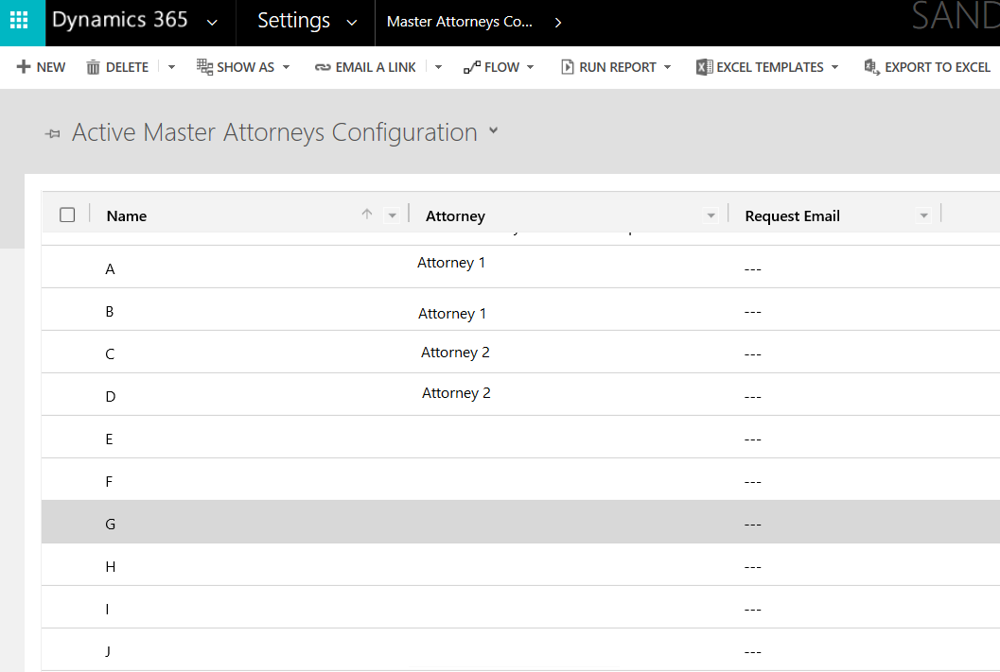 Dynamics 365 Settings Master Attorneys Co... SAND
NEW DELETE SHOW AS EMAIL A LINK FLOW RUN REPORT EXCEL TEMPLATES EXPORT TO EXCEL
Active Master Attorneys Configuration
Name Attorney Request Email
A Attorney 1 ---
B Attorney 1 ---
C Attorney 2 ---
D Attorney 2 ---
E ---
F ---
G ---
H ---
I ---
J ---